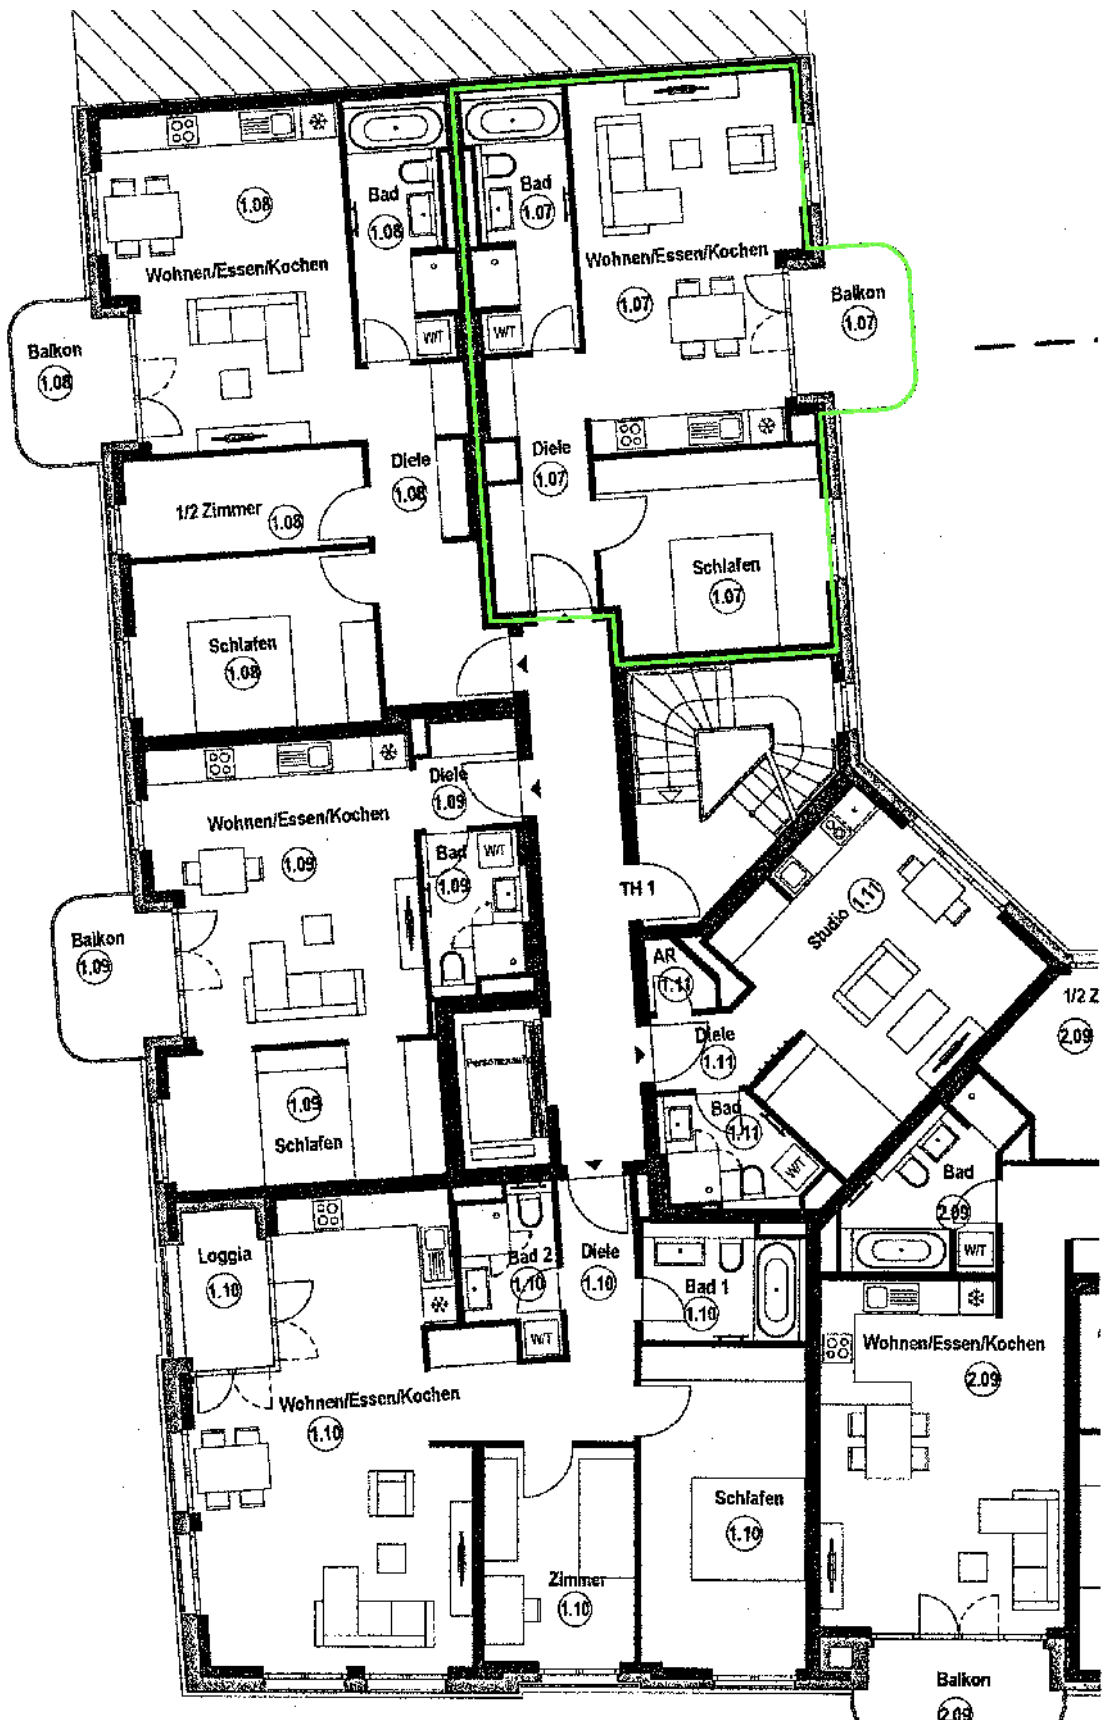 Bad
1.08
1.08
Wohnen/Essen/Kochen
W/T
Balkon
1.08
Diele
1.08
1/2 Zimmer
1.08
Schlafen
1.08
Bad
1.07
Wohnen/Essen/Kochen
1.07
W/T
Balkon
1.07
Diele
1.07
Schlafen
1.07
Diele
1.09
Wohnen/Essen/Kochen
1.09
Bad
1.09
W/T
Balkon
1.09
1.09
Schlafen
TH 1
Studio
1.11
AR
1.11
Diele
1.11
Bad
1.11
W/T
1/2 Z
2.09
Bad
2.09
W/T
Loggia
1.10
Bad 2
1.10
W/T
Diele
1.10
Bad 1
1.10
Wohnen/Essen/Kochen
1.10
Wohnen/Essen/Kochen
2.09
Schlafen
1.10
Zimmer
1.10
Balkon
2.09